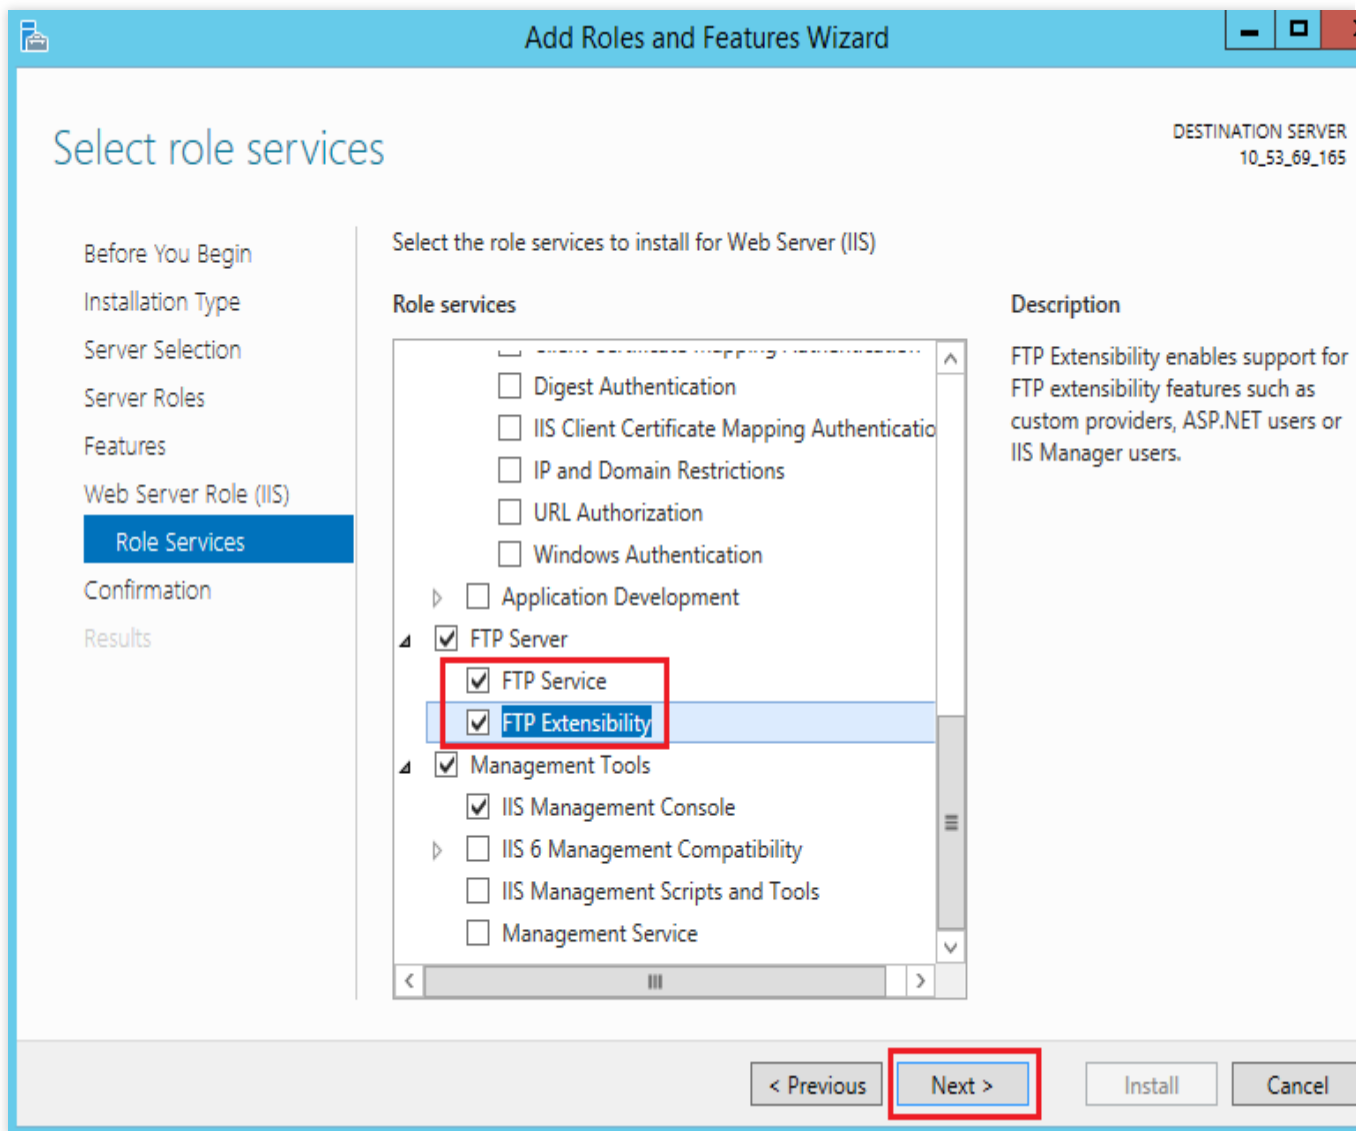 Add Roles and Features Wizard
Select role services
DESTINATION SERVER
10_53_69_165
Before You Begin
Installation Type
Server Selection
Server Roles
Features
Web Server Role (IIS)
Role Services
Confirmation
Results
Select the role services to install for Web Server (IIS)
Role services
Client Certificate Mapping Authentication
Digest Authentication
IIS Client Certificate Mapping Authenticatio
IP and Domain Restrictions
URL Authorization
Windows Authentication
Application Development
FTP Server
FTP Service
FTP Extensibility
Management Tools
IIS Management Console
IIS 6 Management Compatibility
IIS Management Scripts and Tools
Management Service
Description
FTP Extensibility enables support for
FTP extensibility features such as
custom providers, ASP.NET users or
IIS Manager users.
< Previous
Next >
Install
Cancel